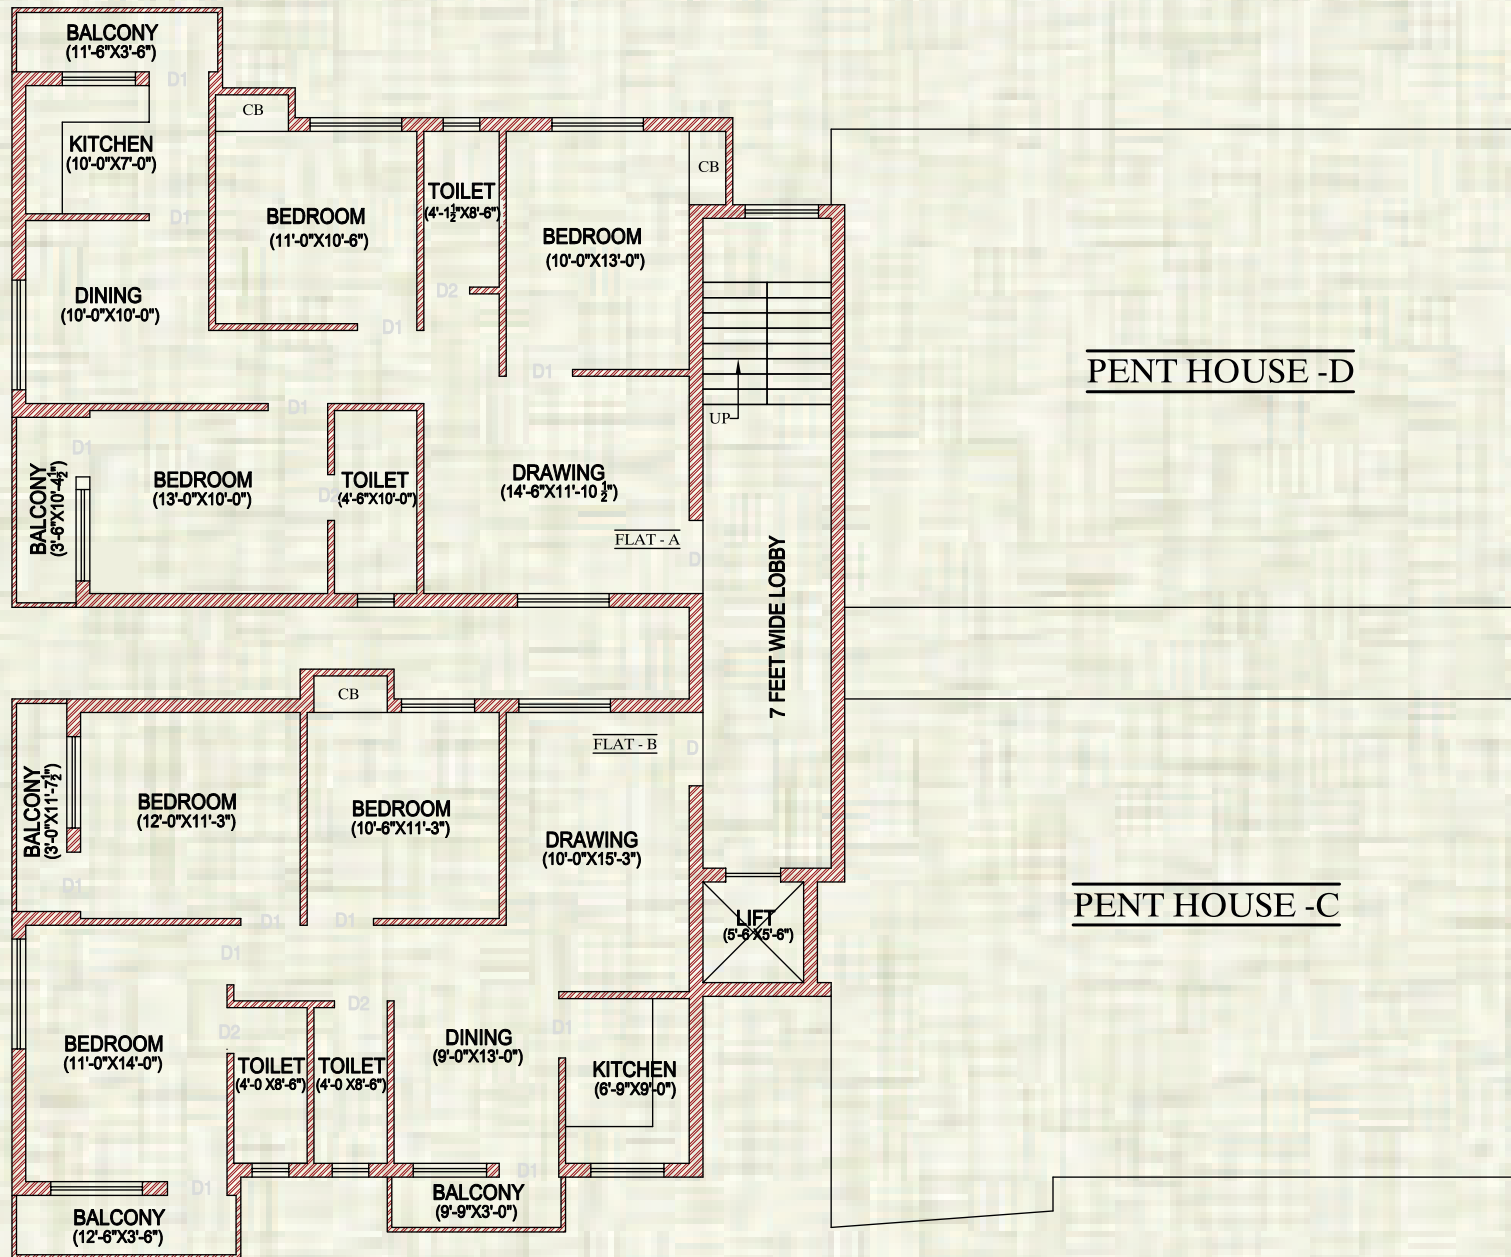 BALCONY
(11'-6"X3'-6")
D1
CB
KITCHEN
(10'-0"X7'-0")
D1
BEDROOM
(11'-0"X10'-6")
TOILET
(4'-1½"X8'-6")
CB
BEDROOM
(10'-0"X13'-0")
DINING
(10'-0"X10'-0")
D2
D1
D1
D1
UP
PENT HOUSE -D
D1
BALCONY
(3'-6"X10'-4½")
BEDROOM
(13'-0"X10'-0")
D2
TOILET
(4'-6"X10'-0")
DRAWING
(14'-6"X11'-10 ½")
FLAT - A
D
7 FEET WIDE LOBBY
CB
FLAT - B
D
BALCONY
(3'-0"X11'-7½")
BEDROOM
(12'-0"X11'-3")
BEDROOM
(10'-6"X11'-3")
DRAWING
(10'-0"X15'-3")
D1
D1
D1
D1
LIFT
(5'-6'X5'-6")
PENT HOUSE -C
D2
D2
D1
BEDROOM
(11'-0"X14'-0")
TOILET
(4'-0 X8'-6")
TOILET
(4'-0 X8'-6")
DINING
(9'-0"X13'-0")
KITCHEN
(6'-9"X9'-0")
D1
D1
BALCONY
(9'-9"X3'-0")
BALCONY
(12'-6"X3'-6")